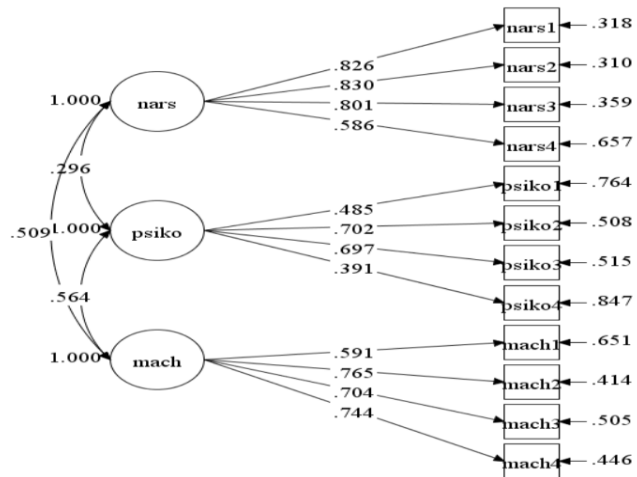 nars1
.318
.826
nars2
.310
.830
1.000
nars
.801
nars3
.359
.586
nars4
.657
.296
psiko1
.764
.485
.509
1.000
psiko
.702
psiko2
.508
.697
psiko3
.515
.391
.564
psiko4
.847
mach1
.651
.591
1.000
mach
.765
mach2
.414
.704
.744
mach3
.505
mach4
.446